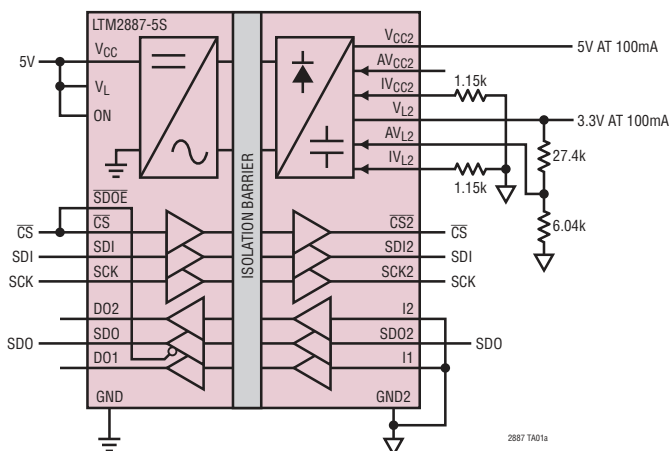 LTM2887-5S
VCC
5V
VL
ON
ISOLATION BARRIER
VCC2
5V AT 100mA
AVCC2
IVCC2
1.15k
VL2
3.3V AT 100mA
AVL2
27.4k
IVL2
1.15k
6.04k
SDOE
CS
CS
CS2
CS
SDI
SDI
SDI2
SDI
SCK
SCK
SCK2
SCK
DO2
I2
SDO
SDO
SDO2
SDO
DO1
I1
GND
GND2
2887 TA01a